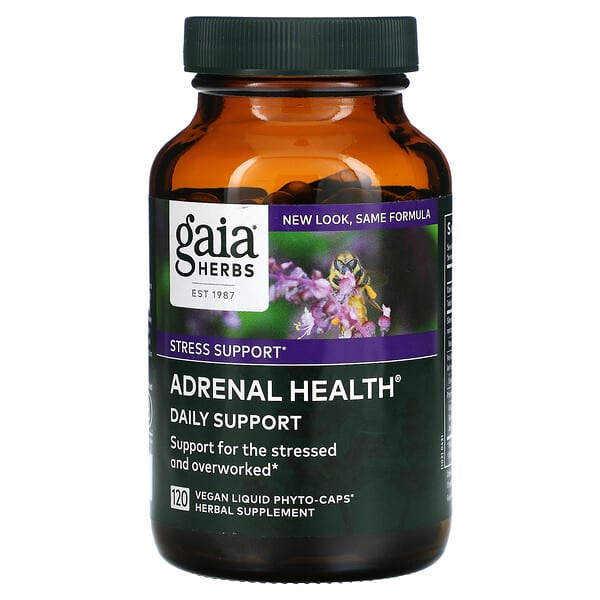 NEW LOOK, SAME FORMULA
gaia®
HERBS
EST 1987
STRESS SUPPORT*
ADRENAL HEALTH®
DAILY SUPPORT
Support for the stressed
and overworked*
120 VEGAN LIQUID PHYTO-CAPS®
HERBAL SUPPLEMENT